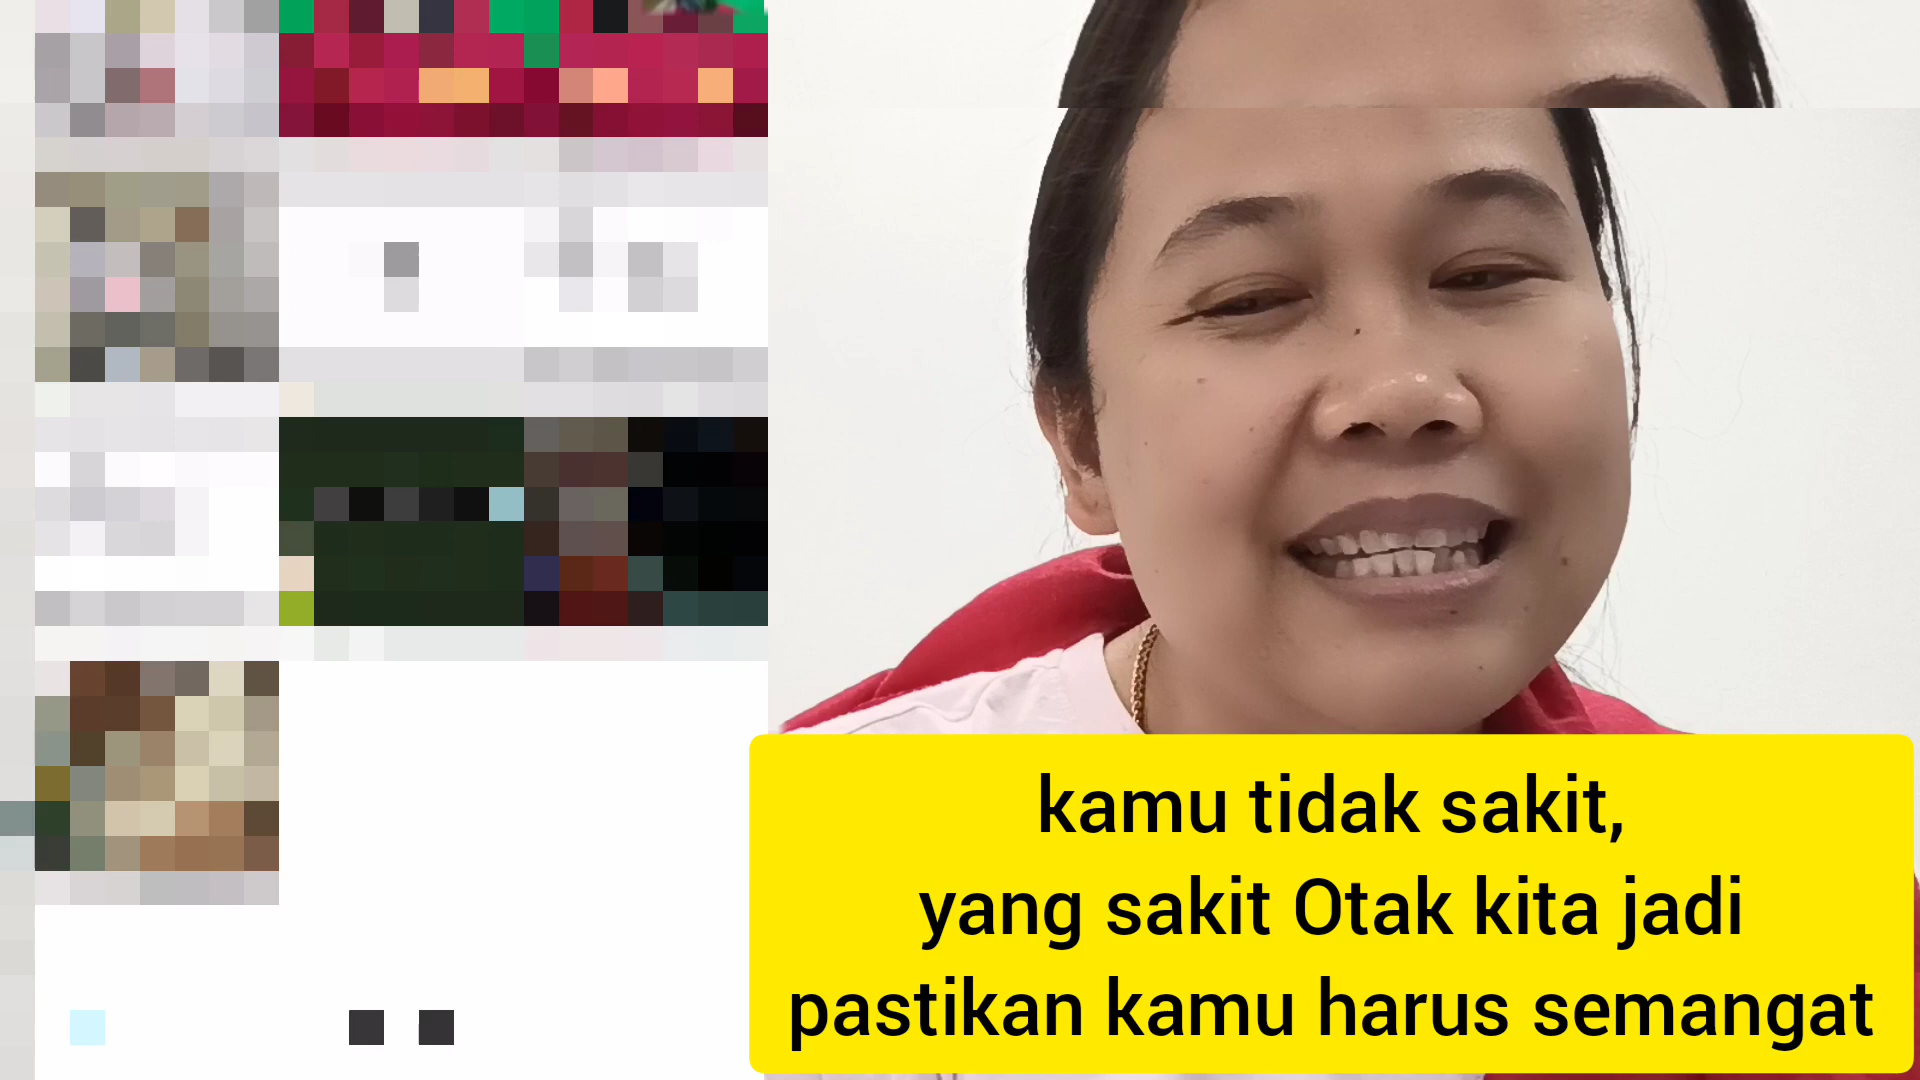 kamu tidak sakit,
yang sakit Otak kita jadi
pastikan kamu harus semangat